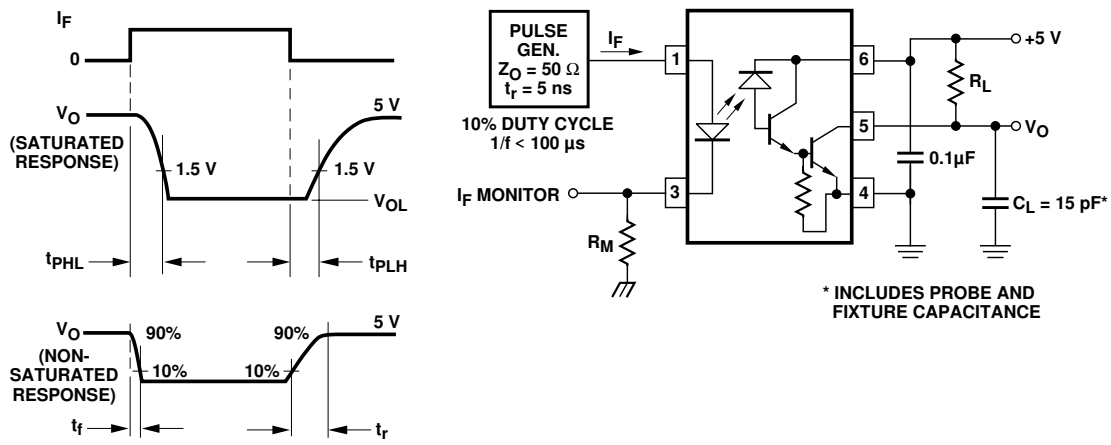 I_F
0
V_O
(SATURATED
RESPONSE)
5 V
1.5 V
1.5 V
V_OL
t_PHL
t_PLH
V_O
(NON-
SATURATED
RESPONSE)
90%
90%
5 V
10%
10%
t_f
t_r
PULSE
GEN.
Z_O = 50 Ω
t_r = 5 ns
10% DUTY CYCLE
1/f < 100 µs
I_F
1
3
6
5
4
I_F MONITOR
R_M
+5 V
R_L
V_O
0.1µF
C_L = 15 pF*
* INCLUDES PROBE AND
FIXTURE CAPACITANCE